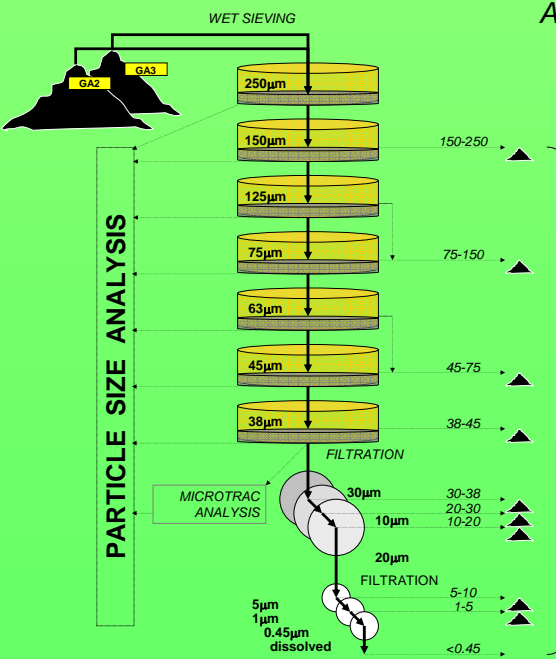 WET SIEVING
A
GA3
GA2
250µm
150µm
150-250
125µm
75µm
75-150
63µm
45µm
45-75
38µm
38-45
FILTRATION
PARTICLE SIZE ANALYSIS
MICROTRAC
ANALYSIS
30µm
30-38
20-30
10µm
10-20
20µm
FILTRATION
5-10
5µm
1-5
1µm
0.45µm
dissolved
<0.45